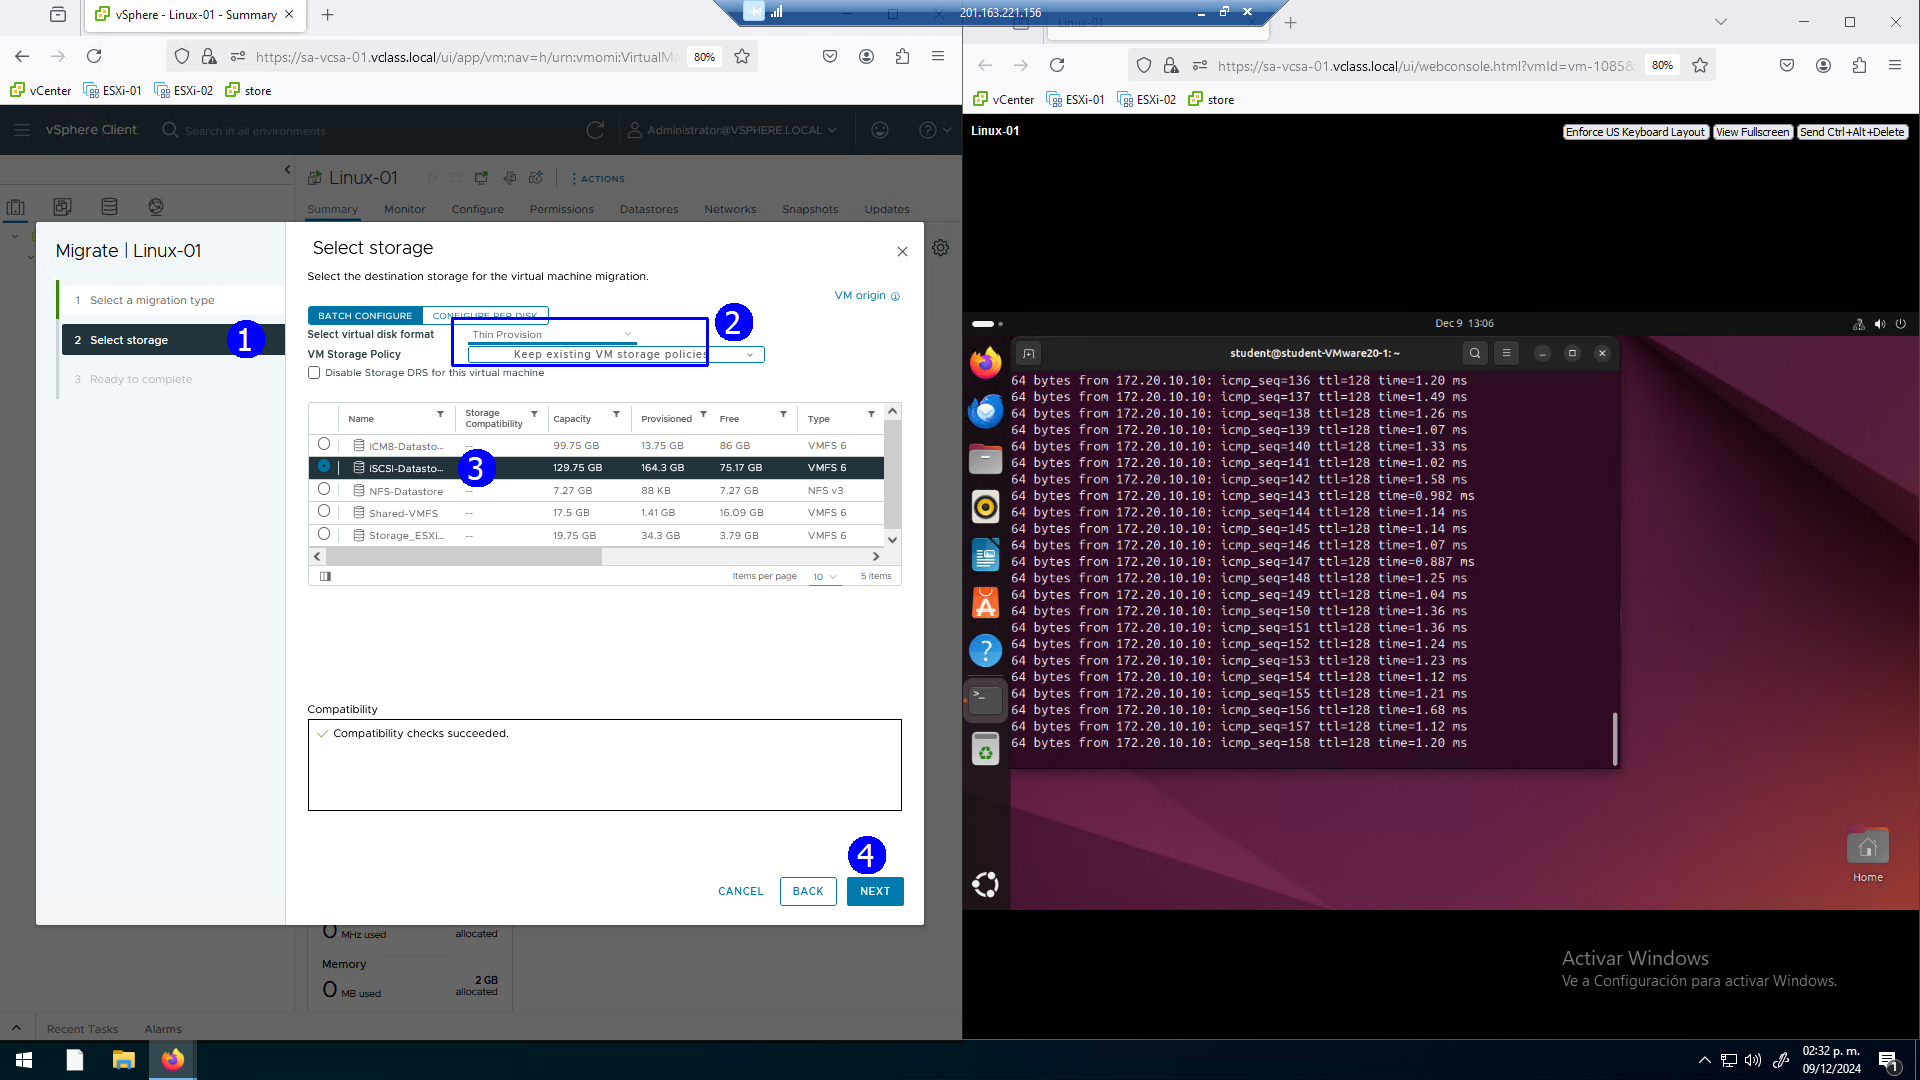 vSphere - Linux-01 - Summary
201.163.221.156
Linux-01
https://sa-vcsa-01.vclass.local/ui/app/vm;nav=h/urn:vmomi:VirtualMa
80%
https://sa-vcsa-01.vclass.local/ui/webconsole.html?vmId=vm-1085&
80%
vCenter
ESXi-01
ESXi-02
store
vCenter
ESXi-01
ESXi-02
store
vSphere Client
Search in all environments
Administrator@VSPHERE.LOCAL
Linux-01
ACTIONS
Summary
Monitor
Configure
Permissions
Datastores
Networks
Snapshots
Updates
Migrate | Linux-01
1 Select a migration type
2 Select storage
1
3 Ready to complete
Select storage
Select the destination storage for the virtual machine migration.
VM origin
BATCH CONFIGURE
CONFIGURE PER DISK
Select virtual disk format
Thin Provision
2
VM Storage Policy
Keep existing VM storage policies
Disable Storage DRS for this virtual machine
Name
Storage Compatibility
Capacity
Provisioned
Free
Type
ICM8-Datasto... -- 99.75 GB 13.75 GB 86 GB VMFS 6
iSCSI-Datasto... 3 129.75 GB 164.3 GB 75.17 GB VMFS 6
NFS-Datastore -- 7.27 GB 88 KB 7.27 GB NFS v3
Shared-VMFS -- 17.5 GB 1.41 GB 16.09 GB VMFS 6
Storage_ESXi... -- 19.75 GB 34.3 GB 3.79 GB VMFS 6
Items per page 10 5 items
Compatibility
Compatibility checks succeeded.
4
CANCEL
BACK
NEXT
0 MHz used
allocated
Memory
0 MB used
2 GB
allocated
Recent Tasks
Alarms
Linux-01
Enforce US Keyboard Layout
View Fullscreen
Send Ctrl+Alt+Delete
Dec 9 13:06
student@student-VMware20-1: ~
64 bytes from 172.20.10.10: icmp_seq=136 ttl=128 time=1.20 ms
64 bytes from 172.20.10.10: icmp_seq=137 ttl=128 time=1.49 ms
64 bytes from 172.20.10.10: icmp_seq=138 ttl=128 time=1.26 ms
64 bytes from 172.20.10.10: icmp_seq=139 ttl=128 time=1.07 ms
64 bytes from 172.20.10.10: icmp_seq=140 ttl=128 time=1.33 ms
64 bytes from 172.20.10.10: icmp_seq=141 ttl=128 time=1.02 ms
64 bytes from 172.20.10.10: icmp_seq=142 ttl=128 time=1.58 ms
64 bytes from 172.20.10.10: icmp_seq=143 ttl=128 time=0.982 ms
64 bytes from 172.20.10.10: icmp_seq=144 ttl=128 time=1.14 ms
64 bytes from 172.20.10.10: icmp_seq=145 ttl=128 time=1.14 ms
64 bytes from 172.20.10.10: icmp_seq=146 ttl=128 time=1.07 ms
64 bytes from 172.20.10.10: icmp_seq=147 ttl=128 time=0.887 ms
64 bytes from 172.20.10.10: icmp_seq=148 ttl=128 time=1.25 ms
64 bytes from 172.20.10.10: icmp_seq=149 ttl=128 time=1.04 ms
64 bytes from 172.20.10.10: icmp_seq=150 ttl=128 time=1.36 ms
64 bytes from 172.20.10.10: icmp_seq=151 ttl=128 time=1.36 ms
64 bytes from 172.20.10.10: icmp_seq=152 ttl=128 time=1.24 ms
64 bytes from 172.20.10.10: icmp_seq=153 ttl=128 time=1.23 ms
64 bytes from 172.20.10.10: icmp_seq=154 ttl=128 time=1.12 ms
64 bytes from 172.20.10.10: icmp_seq=155 ttl=128 time=1.21 ms
64 bytes from 172.20.10.10: icmp_seq=156 ttl=128 time=1.68 ms
64 bytes from 172.20.10.10: icmp_seq=157 ttl=128 time=1.12 ms
64 bytes from 172.20.10.10: icmp_seq=158 ttl=128 time=1.20 ms
Home
Activar Windows
Ve a Configuración para activar Windows.
02:32 p. m.
09/12/2024
1